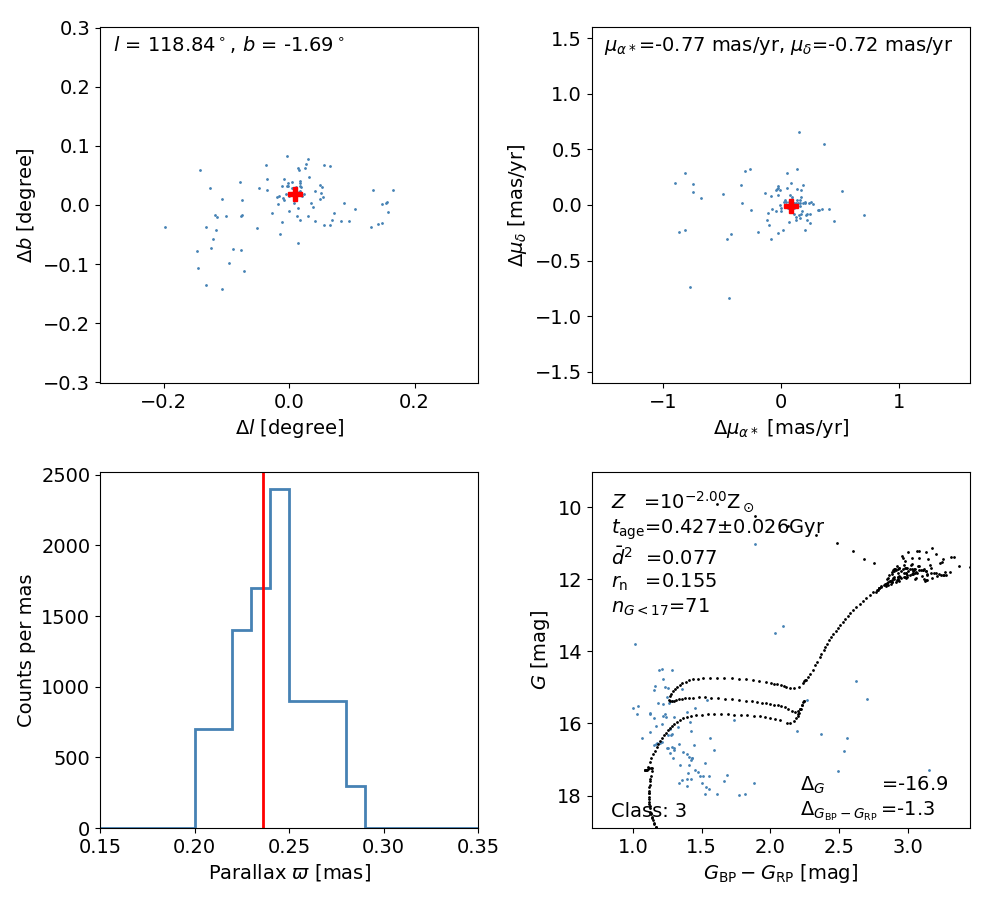 l = 118.84°, b = -1.69°
0.3
0.2
0.1
0.0
−0.1
−0.2
−0.3
Δb [degree]
−0.2 0.0 0.2
Δl [degree]
μα*=-0.77 mas/yr, μδ=-0.72 mas/yr
1.5
1.0
0.5
0.0
−0.5
−1.0
−1.5
Δμδ [mas/yr]
−1 0 1
Δμα* [mas/yr]
2500
2000
1500
1000
500
0
Counts per mas
0.15 0.20 0.25 0.30 0.35
Parallax ϖ [mas]
Z =10^−2.00 Z⊙
t_age=0.427±0.026Gyr
d̄² =0.077
r_n =0.155
n_G<17=71
Δ_G =-16.9
Δ_GBP−GRP=-1.3
Class: 3
10
12
14
16
18
G [mag]
1.0 1.5 2.0 2.5 3.0
G_BP − G_RP [mag]